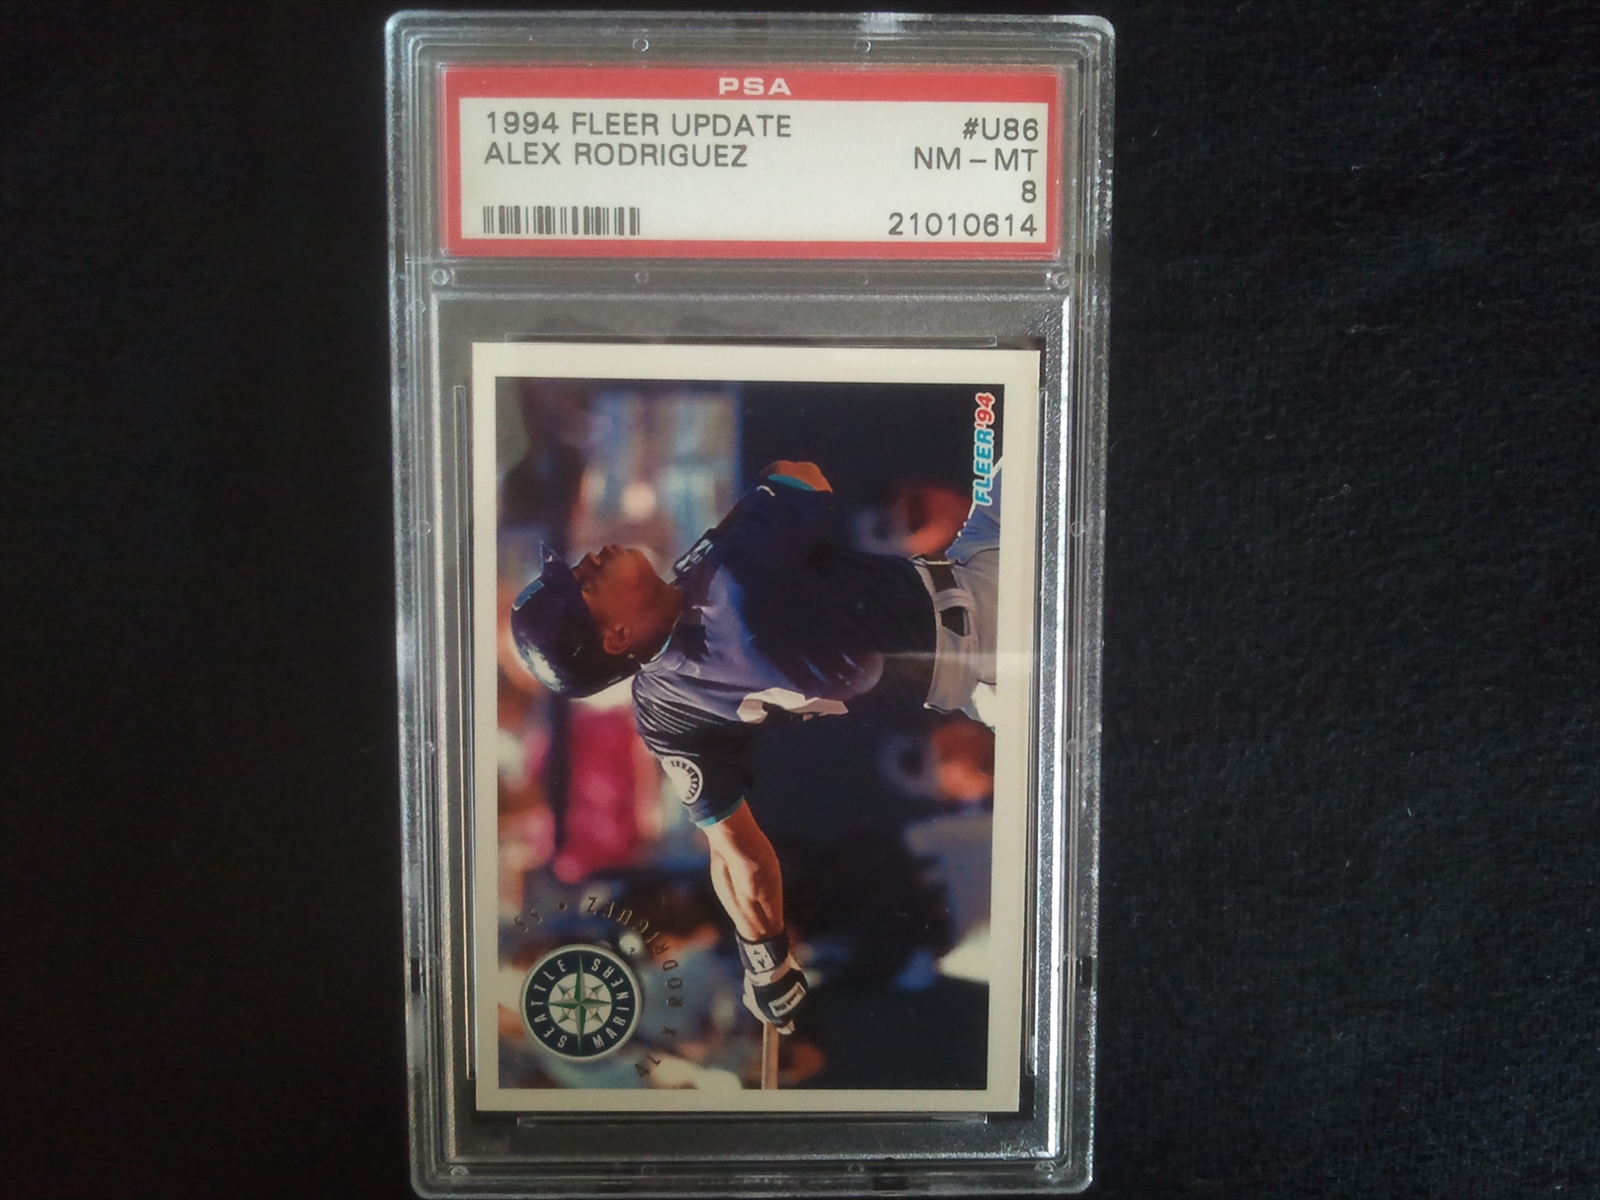 PSA
1994 FLEER UPDATE #U86
ALEX RODRIGUEZ NM-MT
8
21010614
FLEER'94
SEATTLE MARINERS
ALEX RODRIGUEZ • SS